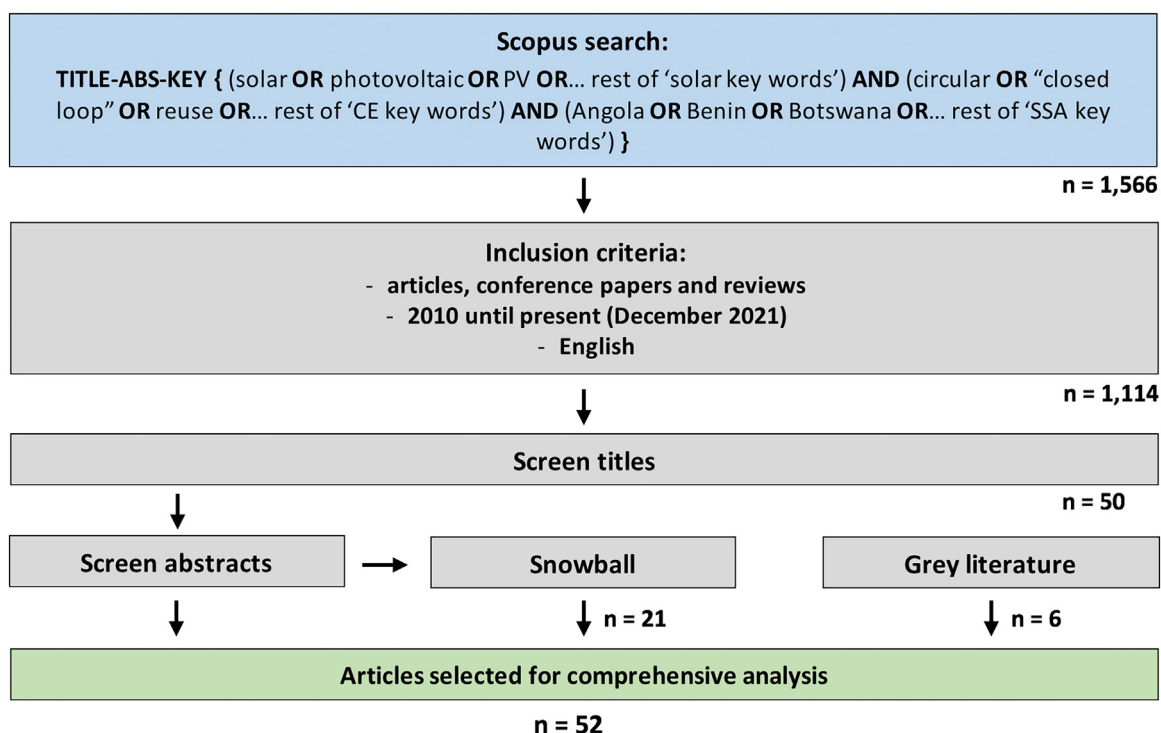 Scopus search:
TITLE-ABS-KEY { (solar OR photovoltaic OR PV OR... rest of ‘solar key words’) AND (circular OR “closed
loop” OR reuse OR... rest of ‘CE key words’) AND (Angola OR Benin OR Botswana OR... rest of ‘SSA key
words’) }
n = 1,566
Inclusion criteria:
- articles, conference papers and reviews
- 2010 until present (December 2021)
- English
n = 1,114
Screen titles
n = 50
Screen abstracts
Snowball
Grey literature
n = 21
n = 6
Articles selected for comprehensive analysis
n = 52